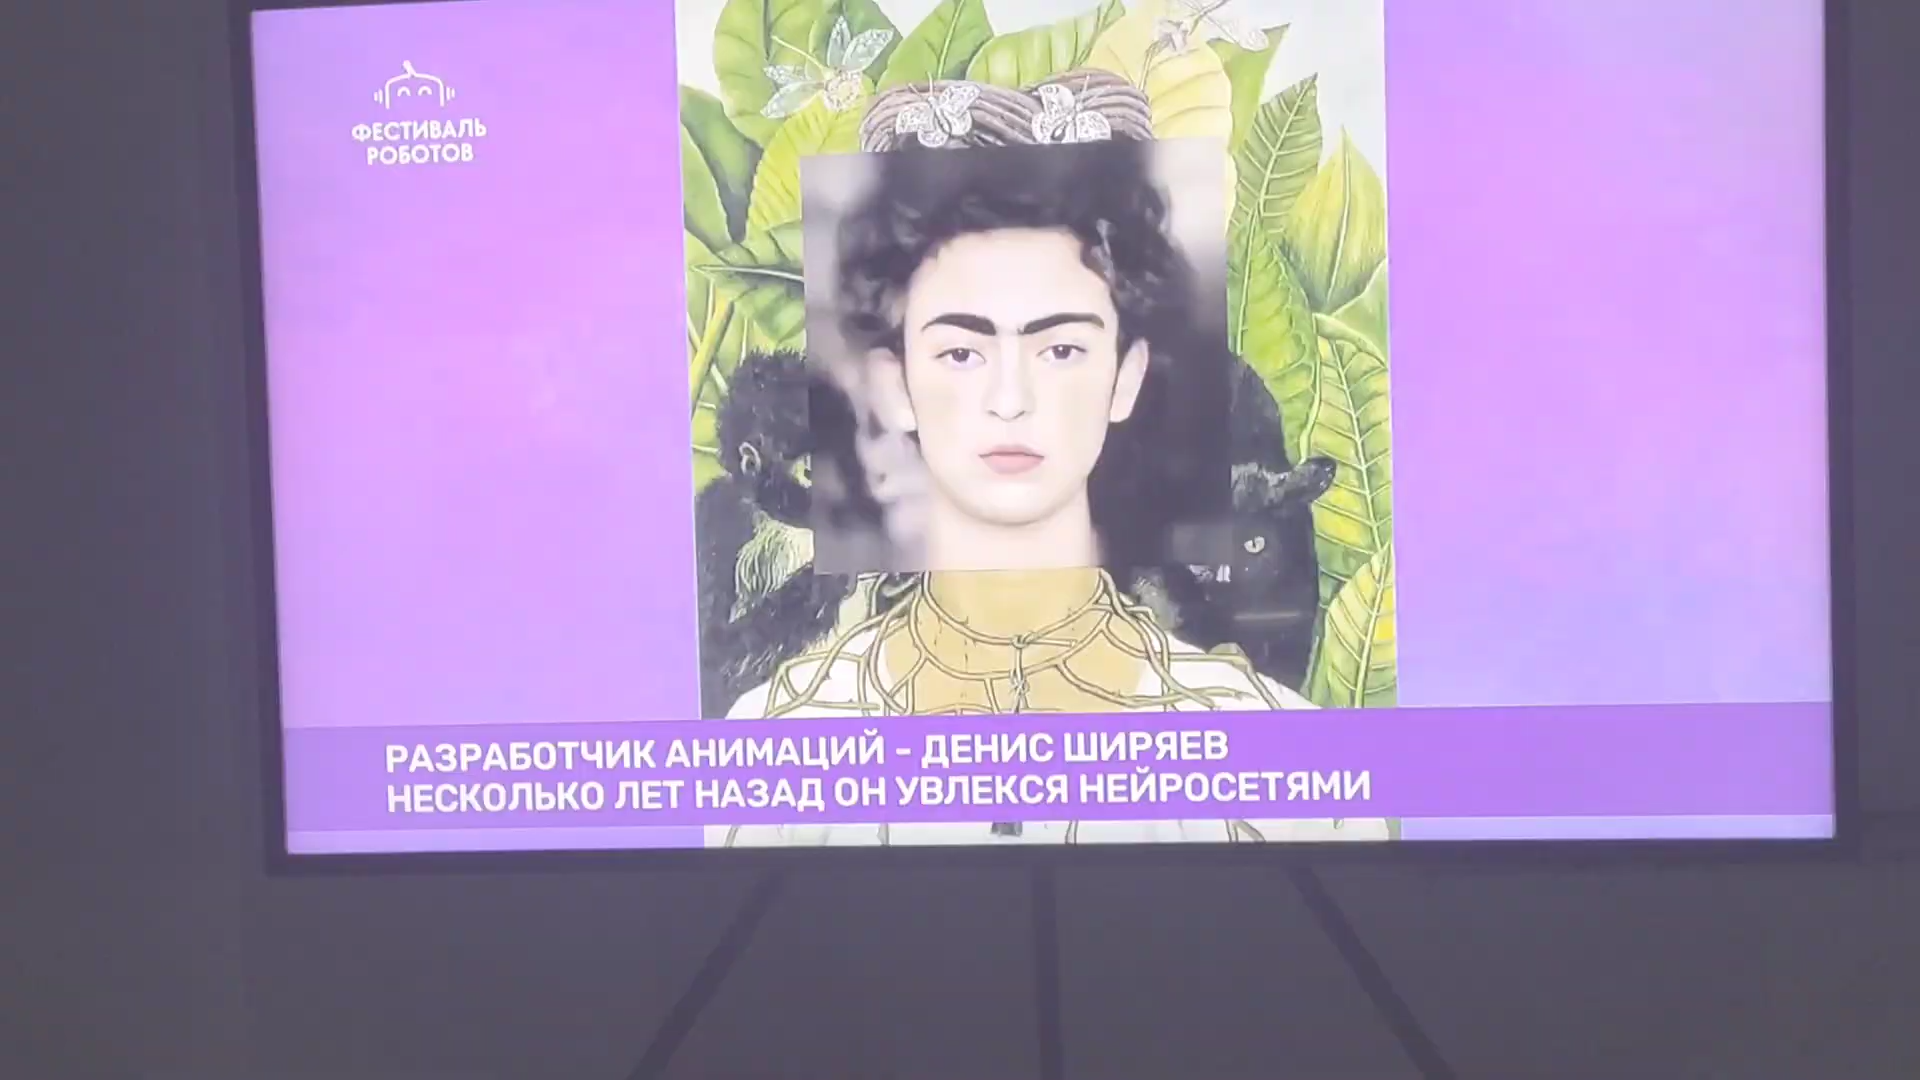 ФЕСТИВАЛЬ
РОБОТОВ
РАЗРАБОТЧИК АНИМАЦИЙ - ДЕНИС ШИРЯЕВ
НЕСКОЛЬКО ЛЕТ НАЗАД ОН УВЛЕКСЯ НЕЙРОСЕТЯМИ